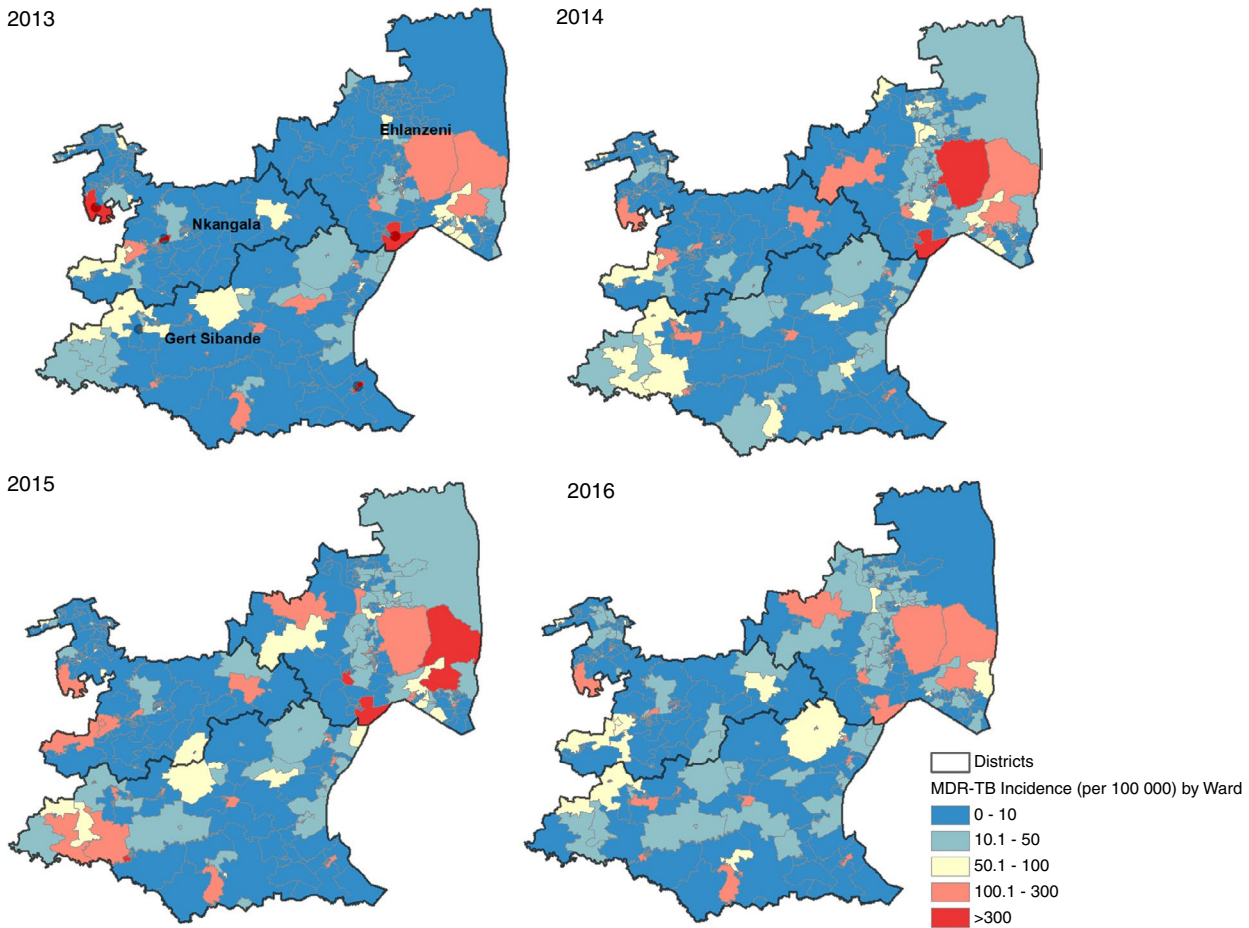 2013
2014
Ehlanzeni
Nkangala
Gert Sibande
2015
2016
Districts
MDR-TB Incidence (per 100 000) by Ward
0 - 10
10.1 - 50
50.1 - 100
100.1 - 300
>300